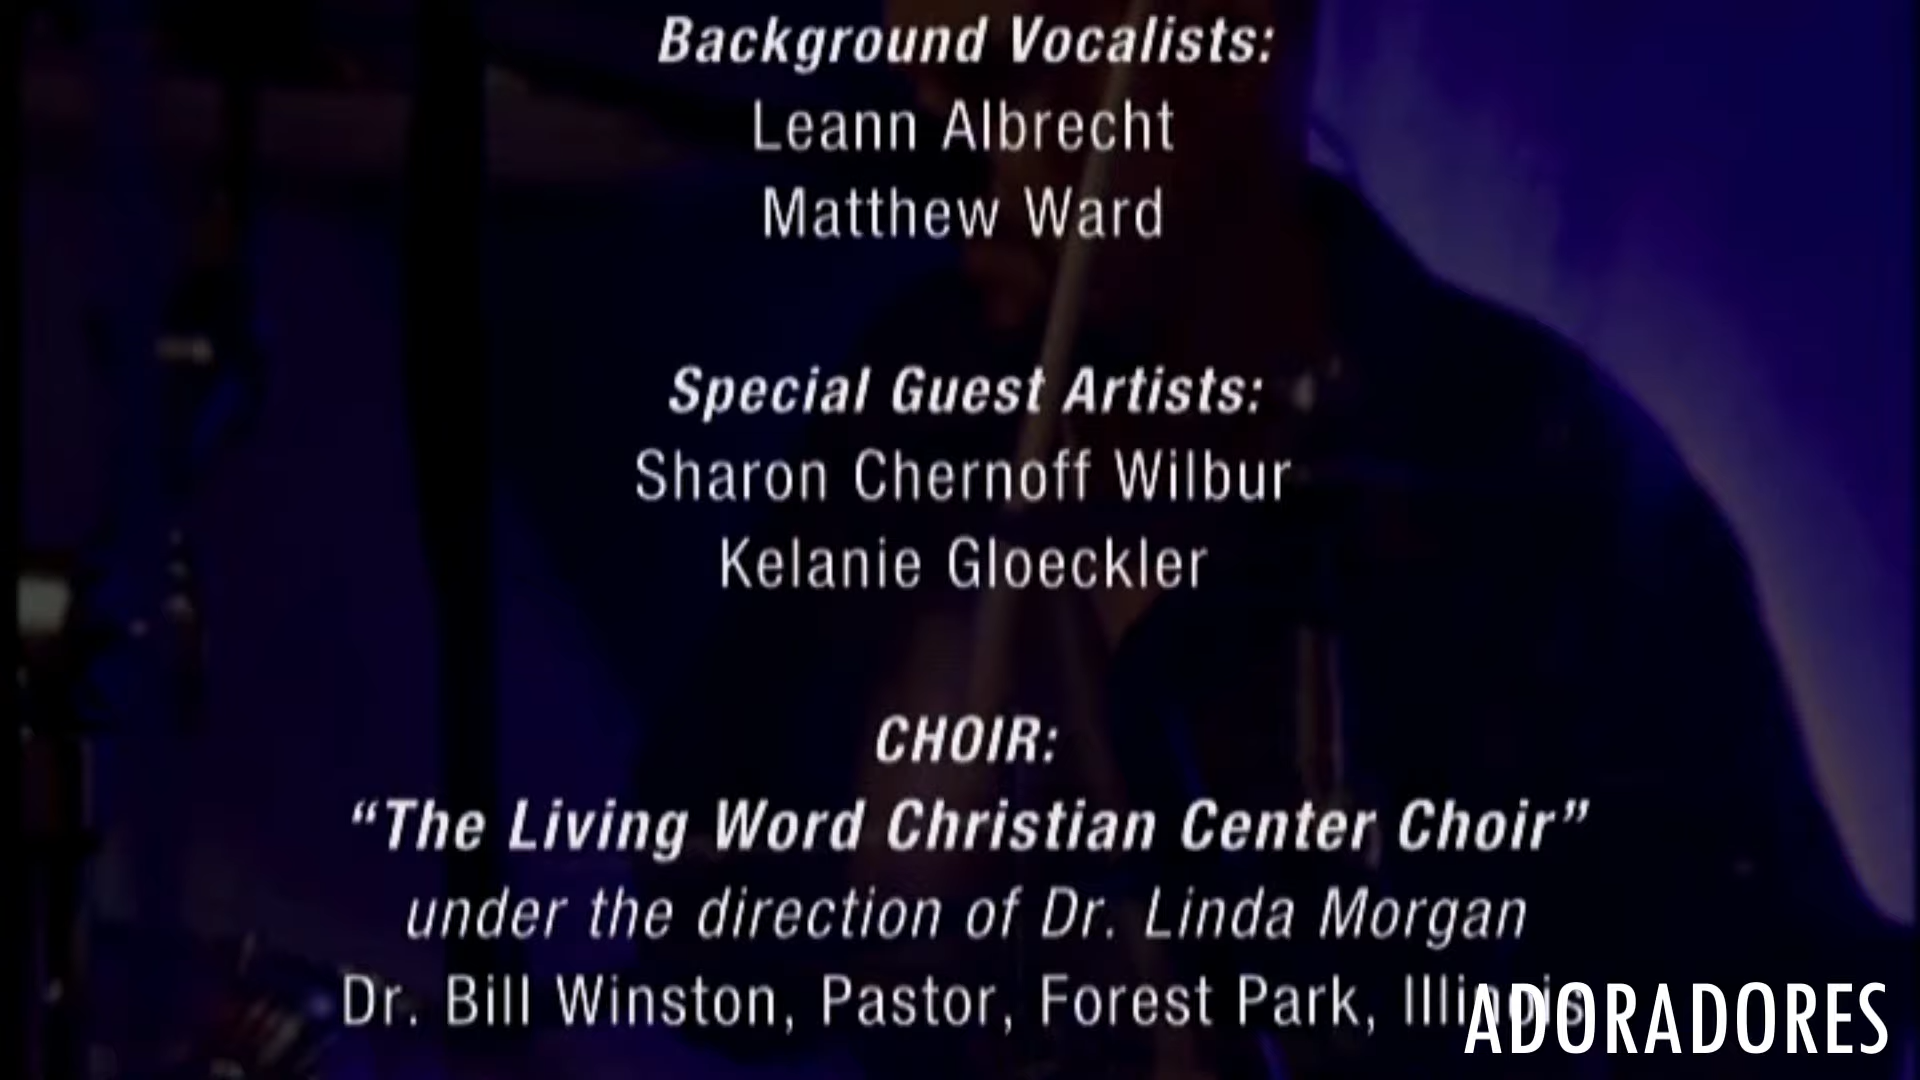 Background Vocalists:
Leann Albrecht
Matthew Ward
Special Guest Artists:
Sharon Chernoff Wilbur
Kelanie Gloeckler
CHOIR:
“The Living Word Christian Center Choir”
under the direction of Dr. Linda Morgan
Dr. Bill Winston, Pastor, Forest Park, Illinois
ADORADORES